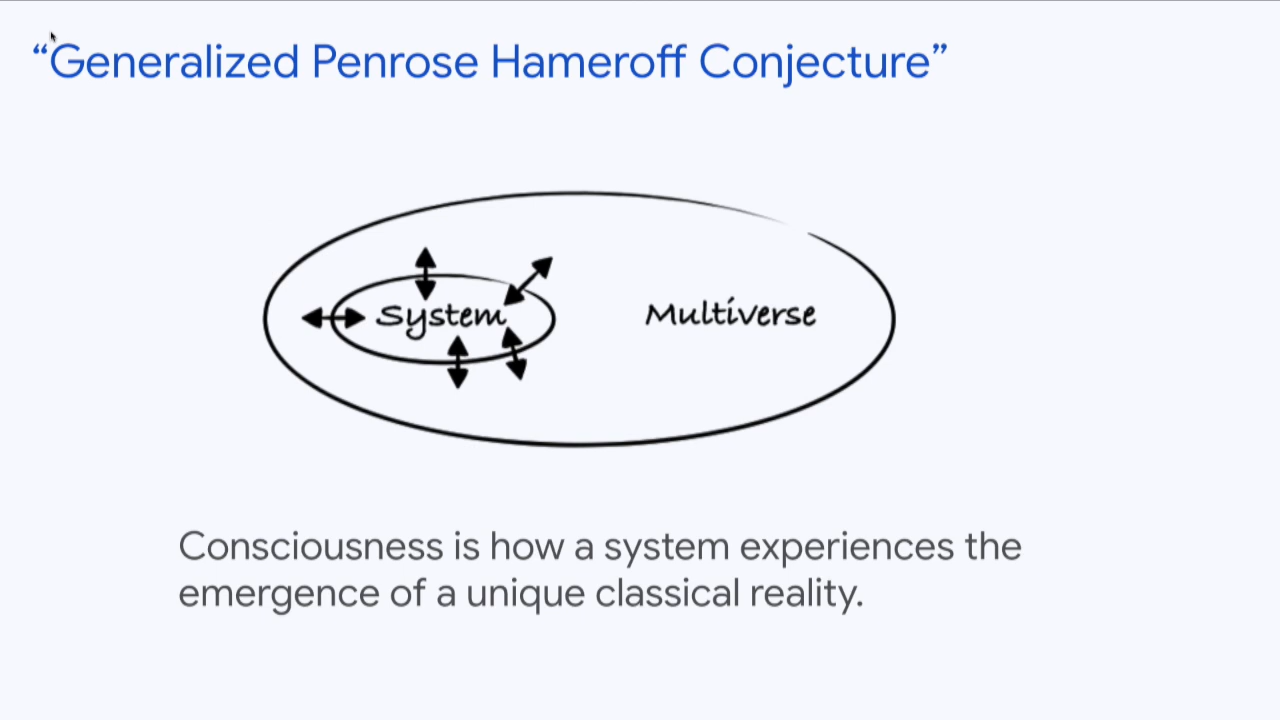 “Generalized Penrose Hameroff Conjecture”
System
Multiverse
Consciousness is how a system experiences the
emergence of a unique classical reality.